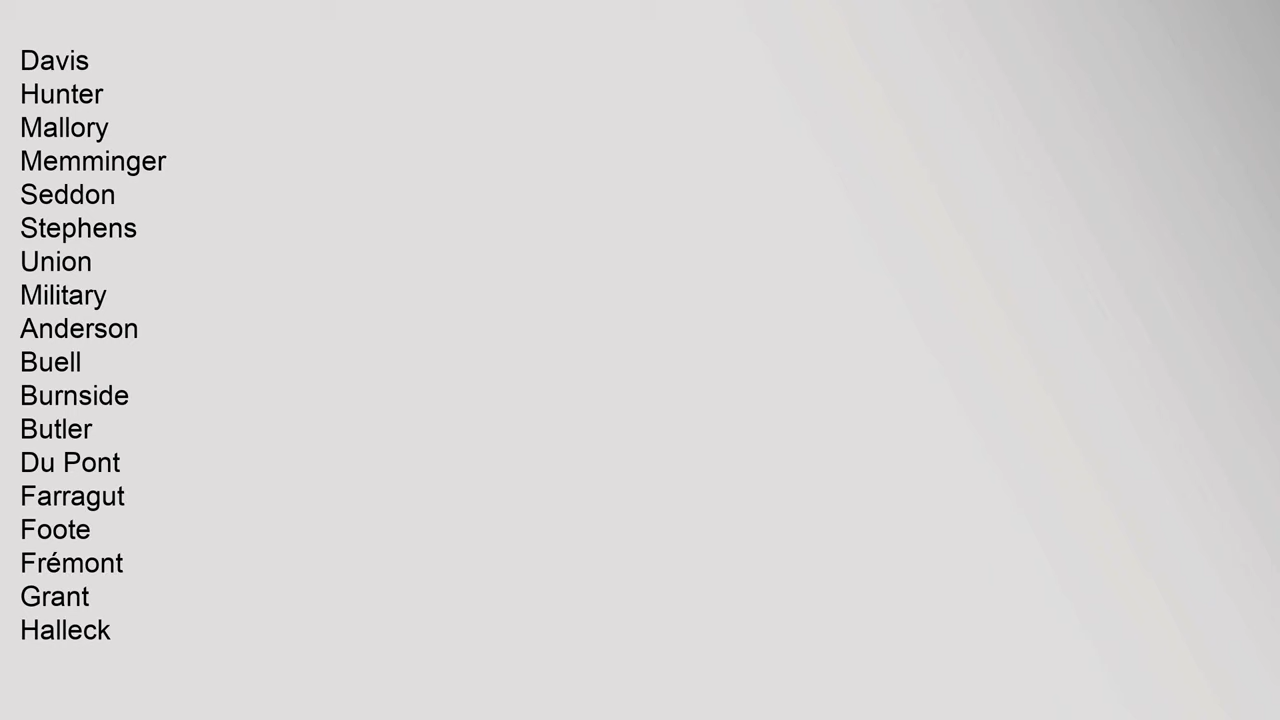 Davis
Hunter
Mallory
Memminger
Seddon
Stephens
Union
Military
Anderson
Buell
Burnside
Butler
Du Pont
Farragut
Foote
Frémont
Grant
Halleck